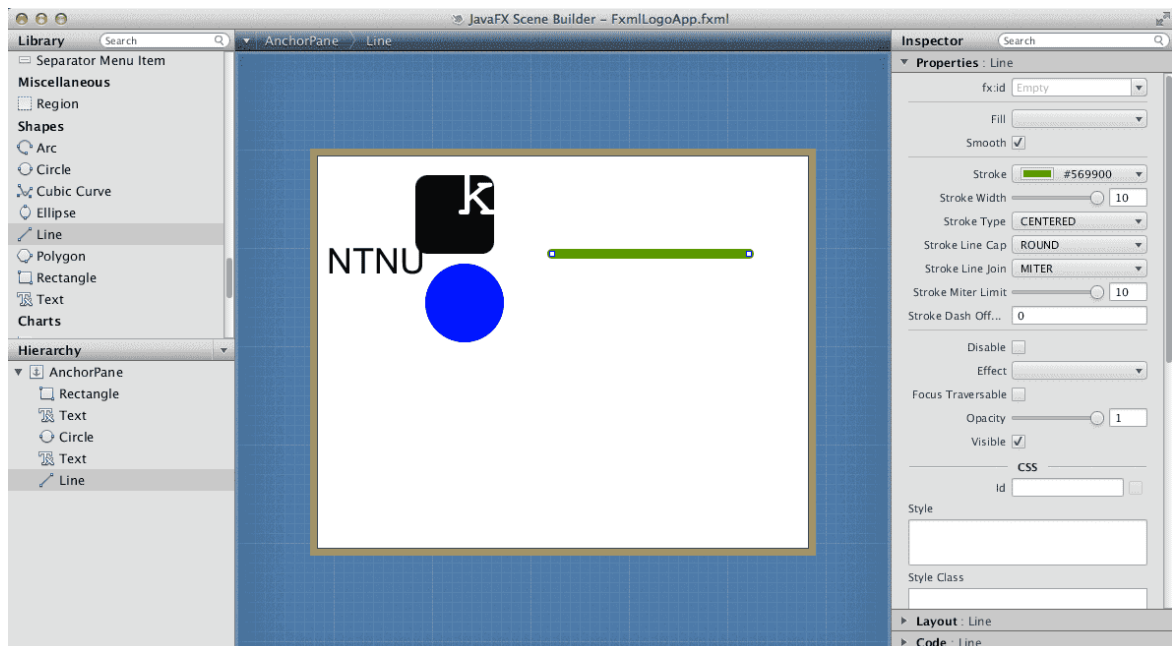 JavaFX Scene Builder - FxmlLogoApp.fxml
Library
Search
Separator Menu Item
Miscellaneous
Region
Shapes
Arc
Circle
Cubic Curve
Ellipse
Line
Polygon
Rectangle
Text
Charts
Hierarchy
AnchorPane
Rectangle
Text
Circle
Text
Line
AnchorPane
Line
k
NTNU
Inspector
Search
Properties : Line
fx:id
Empty
Fill
Smooth
Stroke
#569900
Stroke Width
10
Stroke Type
CENTERED
Stroke Line Cap
ROUND
Stroke Line Join
MITER
Stroke Miter Limit
10
Stroke Dash Off...
0
Disable
Effect
Focus Traversable
Opacity
1
Visible
CSS
Id
Style
Style Class
Layout : Line
Code : Line